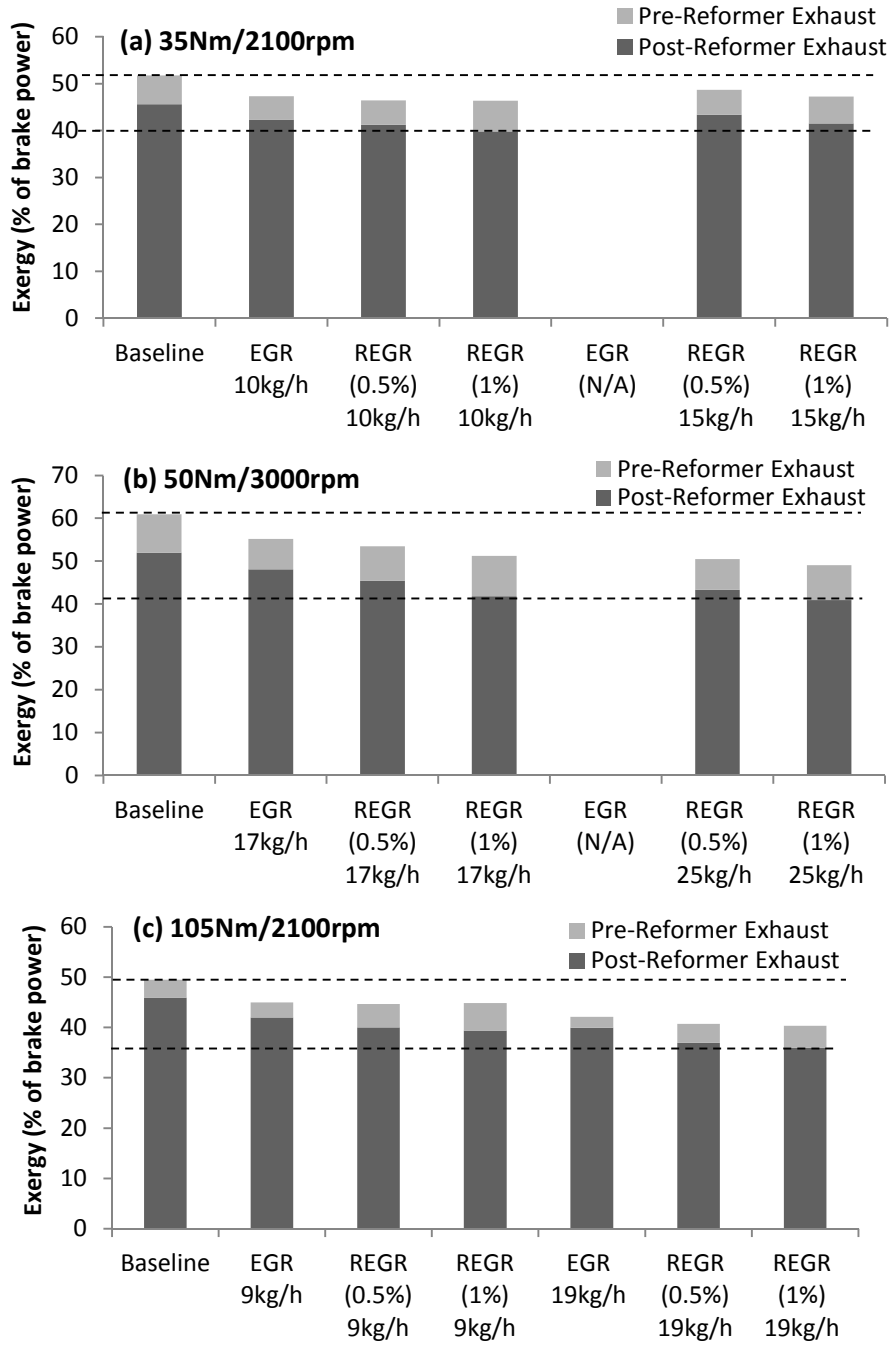 Pre-Reformer Exhaust
Post-Reformer Exhaust
(a) 35Nm/2100rpm
Exergy (% of brake power)
60
50
40
30
20
10
0
Baseline
EGR
10kg/h
REGR
(0.5%)
10kg/h
REGR
(1%)
10kg/h
EGR
(N/A)
REGR
(0.5%)
15kg/h
REGR
(1%)
15kg/h
(b) 50Nm/3000rpm
Pre-Reformer Exhaust
Post-Reformer Exhaust
Exergy (% of brake power)
70
60
50
40
30
20
10
0
Baseline
EGR
17kg/h
REGR
(0.5%)
17kg/h
REGR
(1%)
17kg/h
EGR
(N/A)
REGR
(0.5%)
25kg/h
REGR
(1%)
25kg/h
(c) 105Nm/2100rpm
Pre-Reformer Exhaust
Post-Reformer Exhaust
Exergy (% of brake power)
60
50
40
30
20
10
0
Baseline
EGR
9kg/h
REGR
(0.5%)
9kg/h
REGR
(1%)
9kg/h
EGR
19kg/h
REGR
(0.5%)
19kg/h
REGR
(1%)
19kg/h